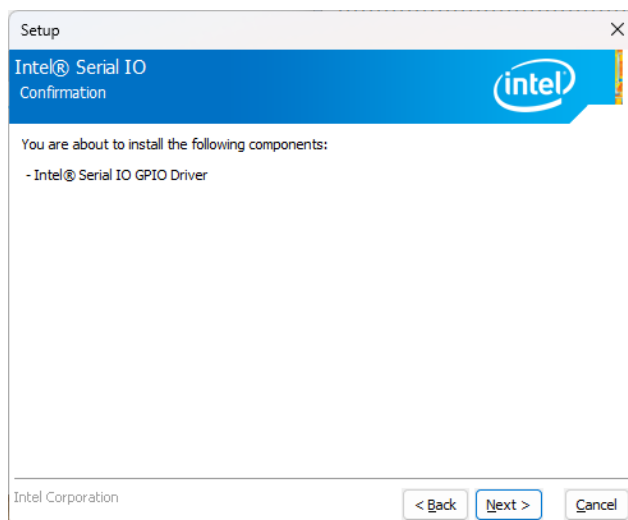 Setup
Intel® Serial IO
Confirmation
intel®
You are about to install the following components:
- Intel® Serial IO GPIO Driver
Intel Corporation
< Back Next > Cancel